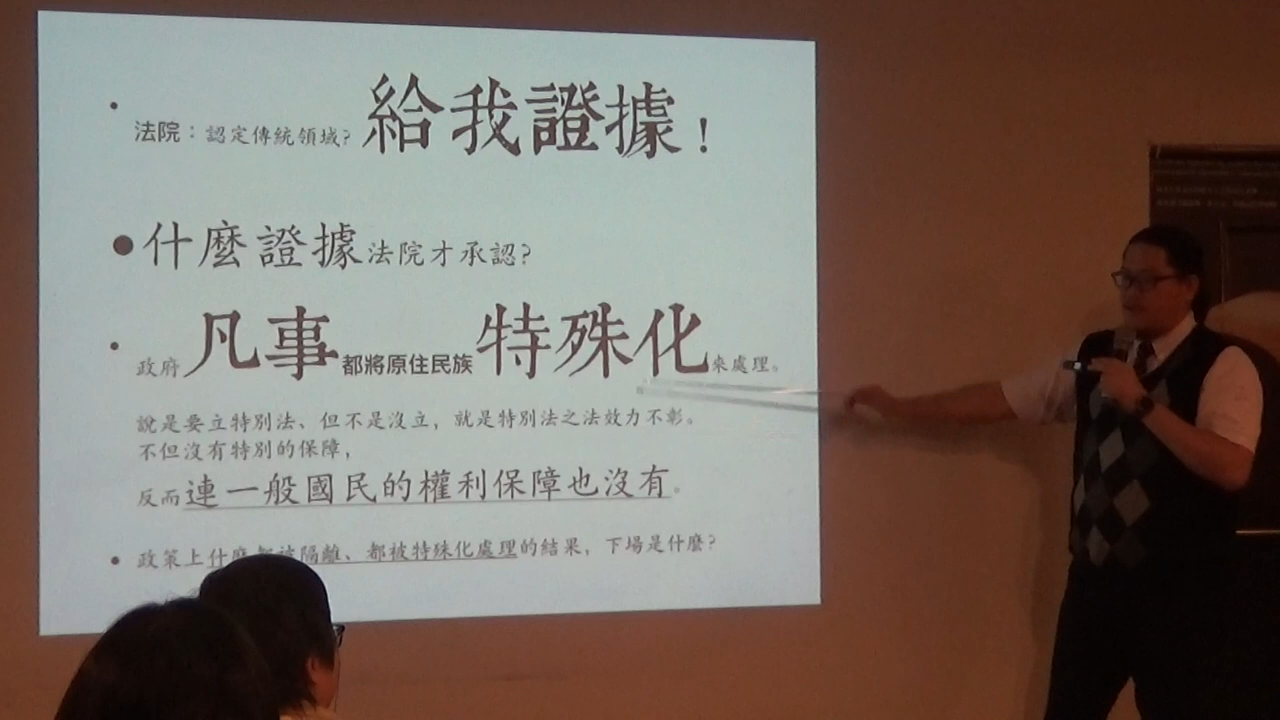 • 法院：認定傳統領域? 給我證據！
• 什麼證據法院才承認?
• 政府凡事都將原住民族特殊化來處理。
說是要立特別法、但不是沒立，就是特別法之法效力不彰。
不但沒有特別的保障，
反而連一般國民的權利保障也沒有。
• 政策上什麼都被隔離、都被特殊化處理的結果，下場是什麼?